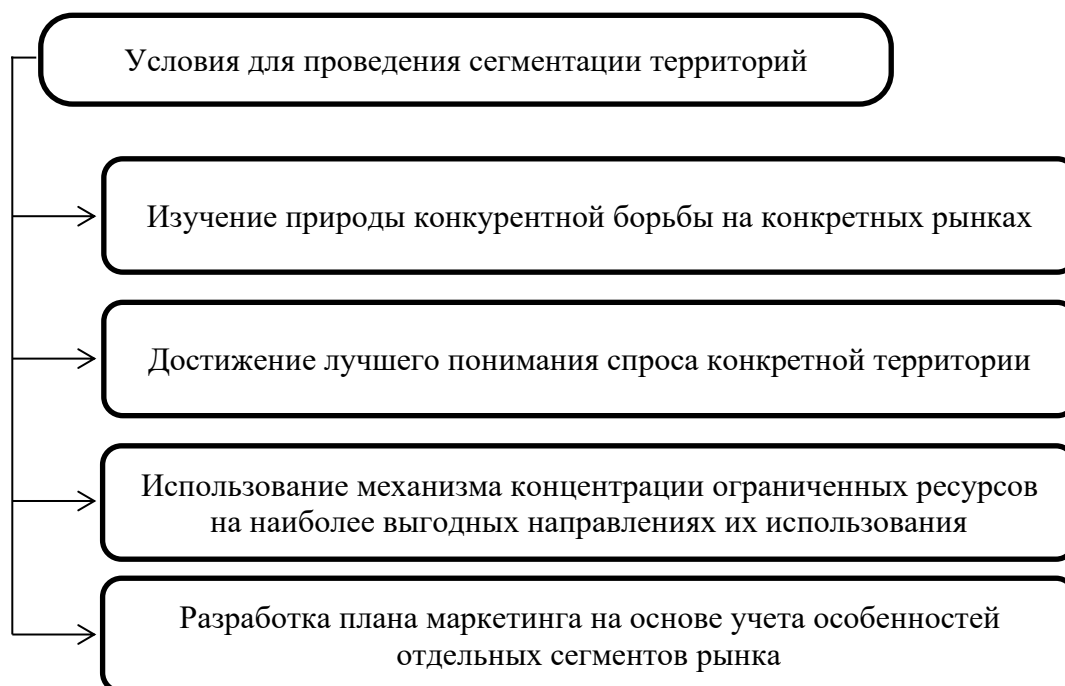 Условия для проведения сегментации территорий
Изучение природы конкурентной борьбы на конкретных рынках
Достижение лучшего понимания спроса конкретной территории
Использование механизма концентрации ограниченных ресурсов
на наиболее выгодных направлениях их использования
Разработка плана маркетинга на основе учета особенностей
отдельных сегментов рынка